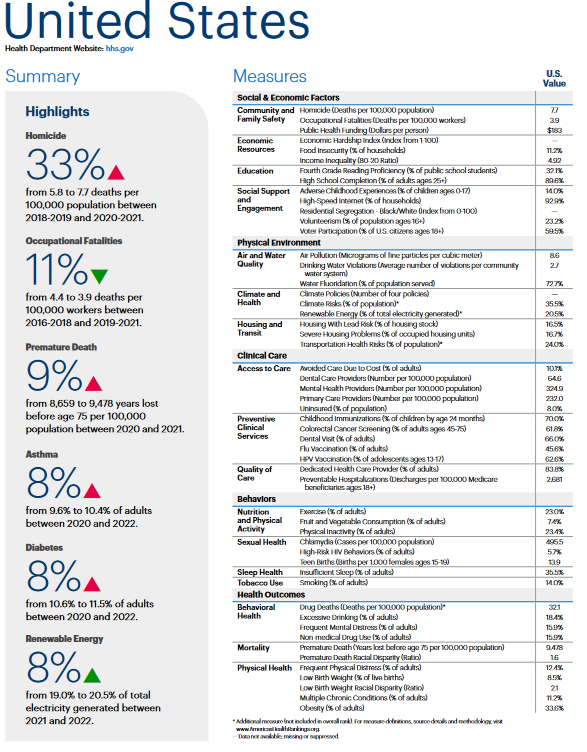 United States
Health Department Website: hhs.gov
Summary
Highlights
Homicide
33%
from 5.8 to 7.7 deaths per
100,000 population between
2018-2019 and 2020-2021.
Occupational Fatalities
11%
from 4.4 to 3.9 deaths per
100,000 workers between
2016-2018 and 2019-2021.
Premature Death
9%
from 8,659 to 9,478 years lost
before age 75 per 100,000
population between 2020 and 2021.
Asthma
8%
from 9.6% to 10.4% of adults
between 2020 and 2022.
Diabetes
8%
from 10.6% to 11.5% of adults
between 2020 and 2022.
Renewable Energy
8%
from 19.0% to 20.5% of total
electricity generated between
2021 and 2022.
Measures
U.S.
Value
Social & Economic Factors
Community and Family Safety
Homicide (Deaths per 100,000 population) 7.7
Occupational Fatalities (Deaths per 100,000 workers) 3.9
Public Health Funding (Dollars per person) $183
Economic Resources
Economic Hardship Index (Index from 1-100) —
Food Insecurity (% of households) 11.2%
Income Inequality (80-20 Ratio) 4.92
Education
Fourth Grade Reading Proficiency (% of public school students) 32.1%
High School Completion (% of adults ages 25+) 89.6%
Social Support and Engagement
Adverse Childhood Experiences (% of children ages 0-17) 14.0%
High-Speed Internet (% of households) 92.9%
Residential Segregation - Black/White (Index from 0-100) —
Volunteerism (% of population ages 16+) 23.2%
Voter Participation (% of U.S. citizens ages 18+) 59.5%
Physical Environment
Air and Water Quality
Air Pollution (Micrograms of fine particles per cubic meter) 8.6
Drinking Water Violations (Average number of violations per community 2.7
water system)
Water Fluoridation (% of population served) 72.7%
Climate and Health
Climate Policies (Number of four policies) —
Climate Risks (% of population)* 35.5%
Renewable Energy (% of total electricity generated)* 20.5%
Housing and Transit
Housing With Lead Risk (% of housing stock) 16.5%
Severe Housing Problems (% of occupied housing units) 16.7%
Transportation Health Risks (% of population)* 24.0%
Clinical Care
Access to Care
Avoided Care Due to Cost (% of adults) 10.1%
Dental Care Providers (Number per 100,000 population) 64.6
Mental Health Providers (Number per 100,000 population) 324.9
Primary Care Providers (Number per 100,000 population) 232.0
Uninsured (% of population) 8.0%
Preventive Clinical Services
Childhood Immunizations (% of children by age 24 months) 70.0%
Colorectal Cancer Screening (% of adults ages 45-75) 61.8%
Dental Visit (% of adults) 66.0%
Flu Vaccination (% of adults) 45.6%
HPV Vaccination (% of adolescents ages 13-17) 62.6%
Quality of Care
Dedicated Health Care Provider (% of adults) 83.8%
Preventable Hospitalizations (Discharges per 100,000 Medicare 2,681
beneficiaries ages 18+)
Behaviors
Nutrition and Physical Activity
Exercise (% of adults) 23.0%
Fruit and Vegetable Consumption (% of adults) 7.4%
Physical Inactivity (% of adults) 23.4%
Sexual Health
Chlamydia (Cases per 100,000 population) 495.5
High-Risk HIV Behaviors (% of adults) 5.7%
Teen Births (Births per 1,000 females ages 15-19) 13.9
Sleep Health
Insufficient Sleep (% of adults) 35.5%
Tobacco Use
Smoking (% of adults) 14.0%
Health Outcomes
Behavioral Health
Drug Deaths (Deaths per 100,000 population)* 32.1
Excessive Drinking (% of adults) 18.4%
Frequent Mental Distress (% of adults) 15.9%
Non-medical Drug Use (% of adults) 15.9%
Mortality
Premature Death (Years lost before age 75 per 100,000 population) 9,478
Premature Death Racial Disparity (Ratio) 1.6
Physical Health
Frequent Physical Distress (% of adults) 12.4%
Low Birth Weight (% of live births) 8.5%
Low Birth Weight Racial Disparity (Ratio) 2.1
Multiple Chronic Conditions (% of adults) 11.2%
Obesity (% of adults) 33.6%
* Additional measure (not included in overall rank). For measure definitions, source details and methodology, visit
www.AmericasHealthRankings.org.
— Data not available, missing or suppressed.